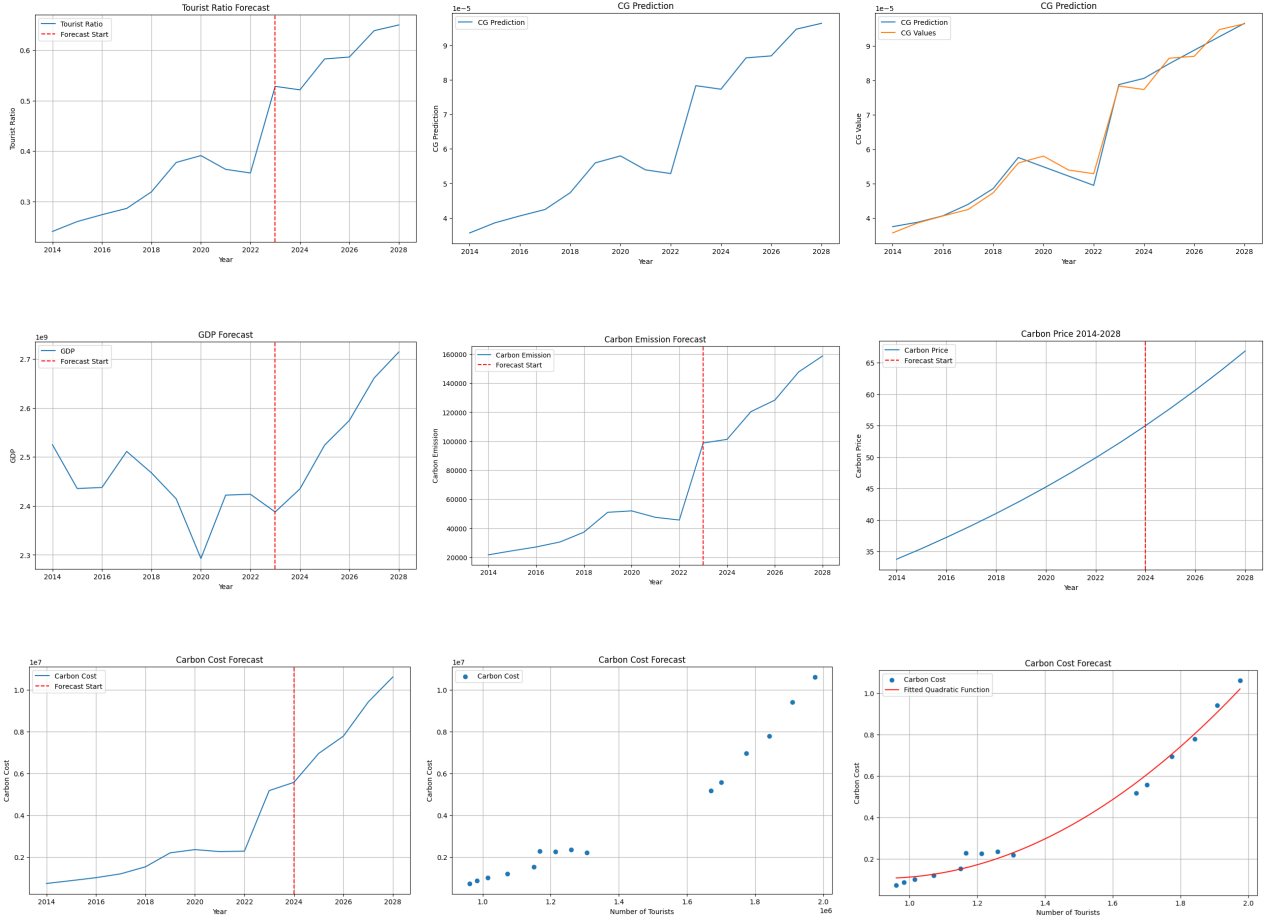 Tourist Ratio Forecast
Tourist Ratio
Forecast Start
0.6
0.5
0.4
0.3
Tourist Ratio
2014 2016 2018 2020 2022 2024 2026 2028
Year
CG Prediction
1e−5
CG Prediction
9
8
7
6
5
4
CG Prediction
2014 2016 2018 2020 2022 2024 2026 2028
Year
CG Prediction
1e−5
CG Prediction
CG Values
9
8
7
6
5
4
CG Value
2014 2016 2018 2020 2022 2024 2026 2028
Year
GDP Forecast
1e9
GDP
Forecast Start
2.7
2.6
2.5
2.4
2.3
GDP
2014 2016 2018 2020 2022 2024 2026 2028
Year
Carbon Emission Forecast
Carbon Emission
Forecast Start
160000
140000
120000
100000
80000
60000
40000
20000
Carbon Emission
2014 2016 2018 2020 2022 2024 2026 2028
Year
Carbon Price 2014-2028
Carbon Price
Forecast Start
65
60
55
50
45
40
35
Carbon Price
2014 2016 2018 2020 2022 2024 2026 2028
Year
Carbon Cost Forecast
1e7
Carbon Cost
Forecast Start
1.0
0.8
0.6
0.4
0.2
Carbon Cost
2014 2016 2018 2020 2022 2024 2026 2028
Year
Carbon Cost Forecast
1e7
Carbon Cost
1.0
0.8
0.6
0.4
0.2
Carbon Cost
1.0 1.2 1.4 1.6 1.8 2.0
1e6
Number of Tourists
Carbon Cost Forecast
Carbon Cost
Fitted Quadratic Function
1.0
0.8
0.6
0.4
0.2
Carbon Cost
1.0 1.2 1.4 1.6 1.8 2.0
Number of Tourists